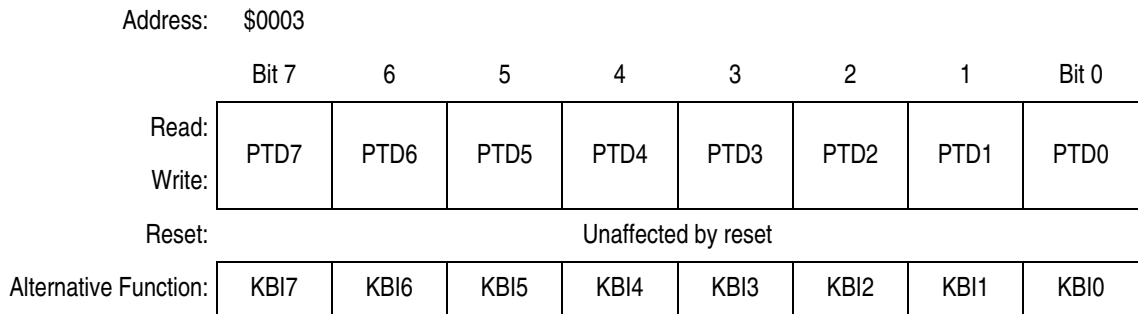 Address: $0003
Bit 7 6 5 4 3 2 1 Bit 0
Read:
PTD7 PTD6 PTD5 PTD4 PTD3 PTD2 PTD1 PTD0
Write:
Reset: Unaffected by reset
Alternative Function: KBI7 KBI6 KBI5 KBI4 KBI3 KBI2 KBI1 KBI0